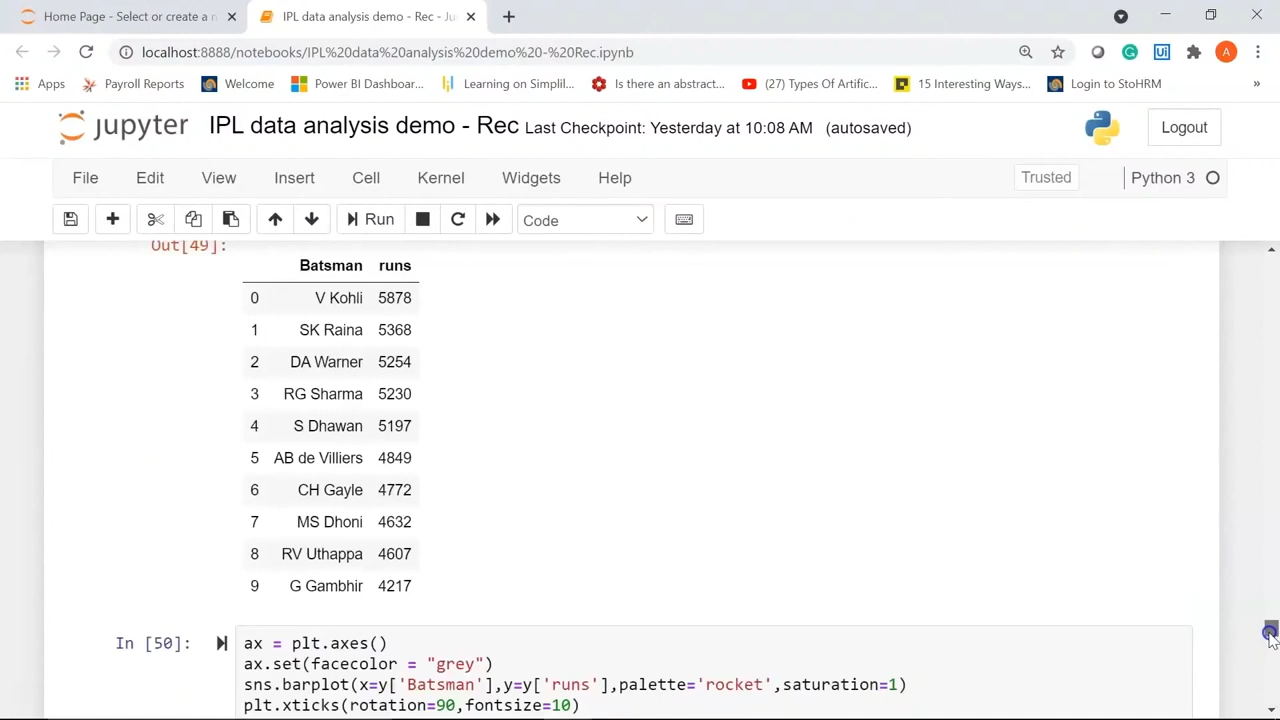 Home Page - Select or create a n
IPL data analysis demo - Rec - Ju
localhost:8888/notebooks/IPL%20data%20analysis%20demo%20-%20Rec.ipynb
A
Apps
Payroll Reports
Welcome
Power BI Dashboar...
Learning on Simplil...
Is there an abstract...
(27) Types Of Artific...
15 Interesting Ways...
Login to StoHRM
»
jupyter IPL data analysis demo - Rec Last Checkpoint: Yesterday at 10:08 AM (autosaved)
Logout
File Edit View Insert Cell Kernel Widgets Help
Trusted
Python 3
Run
Code
Out[49]:
Batsman runs
0 V Kohli 5878
1 SK Raina 5368
2 DA Warner 5254
3 RG Sharma 5230
4 S Dhawan 5197
5 AB de Villiers 4849
6 CH Gayle 4772
7 MS Dhoni 4632
8 RV Uthappa 4607
9 G Gambhir 4217
In [50]: ax = plt.axes()
ax.set(facecolor = "grey")
sns.barplot(x=y['Batsman'],y=y['runs'],palette='rocket',saturation=1)
plt.xticks(rotation=90,fontsize=10)